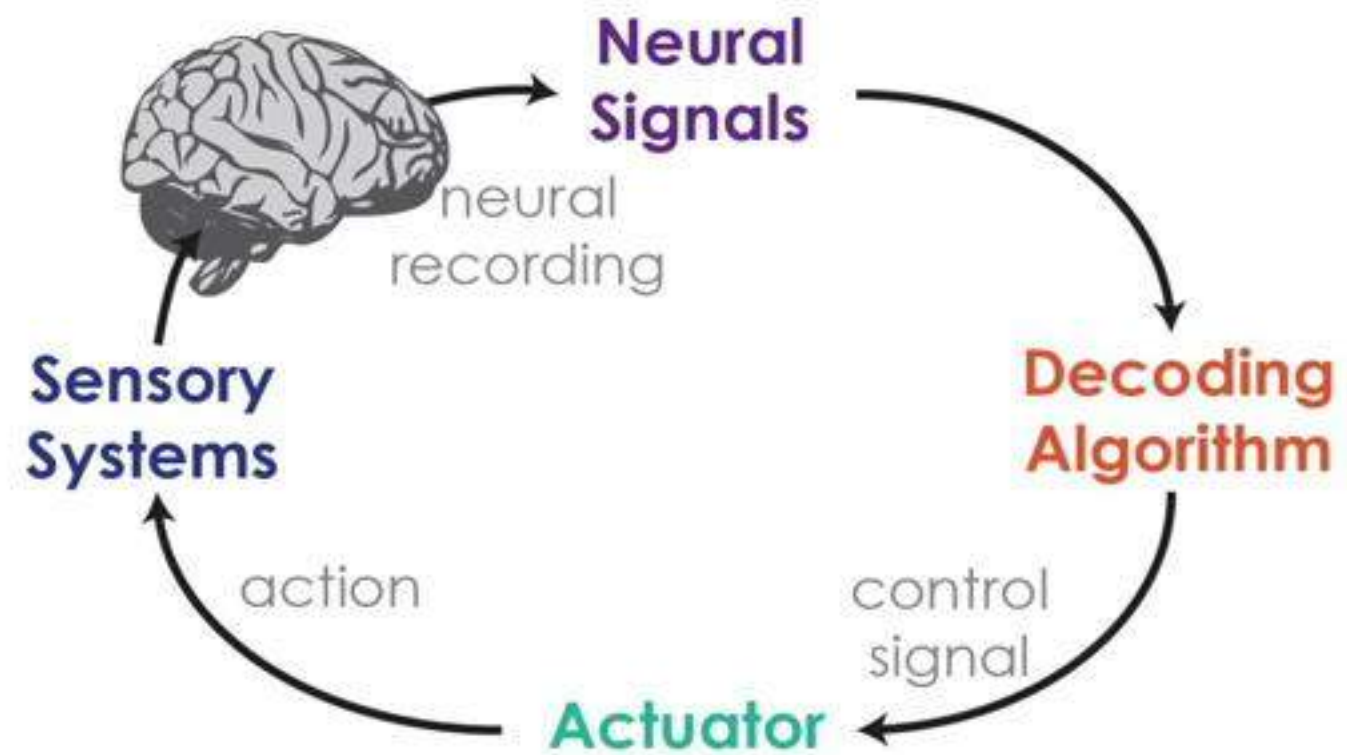 Neural
Signals
neural
recording
Sensory
Systems
Decoding
Algorithm
action
control
signal
Actuator